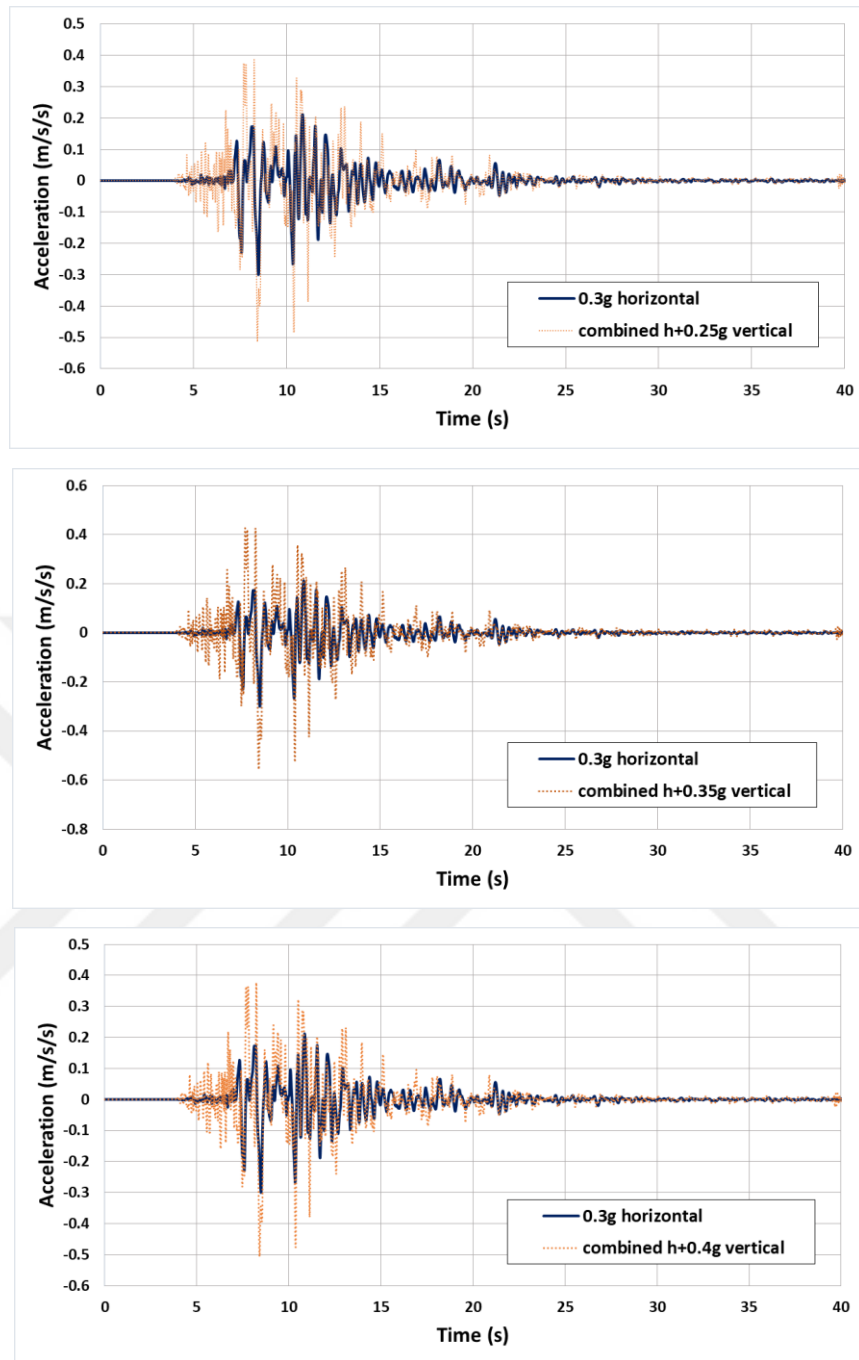 0.5
0.4
0.3
0.2
0.1
0
-0.1
-0.2
-0.3
-0.4
-0.5
-0.6
Acceleration (m/s/s)
0.3g horizontal
combined h+0.25g vertical
0 5 10 15 20 25 30 35 40
Time (s)
0.6
0.4
0.2
0
-0.2
-0.4
-0.6
-0.8
Acceleration (m/s/s)
0.3g horizontal
combined h+0.35g vertical
0 5 10 15 20 25 30 35 40
Time (s)
0.5
0.4
0.3
0.2
0.1
0
-0.1
-0.2
-0.3
-0.4
-0.5
-0.6
Acceleration (m/s/s)
0.3g horizontal
combined h+0.4g vertical
0 5 10 15 20 25 30 35 40
Time (s)